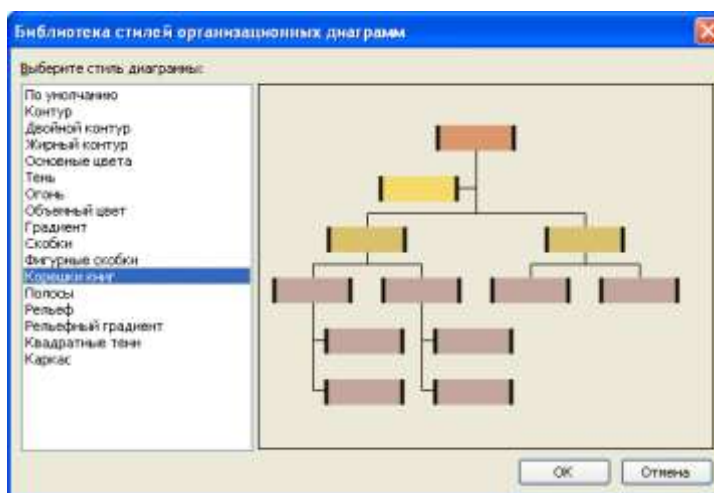 Библиотека стилей организационных диаграмм
Выберите стиль диаграммы:
По умолчанию
Контур
Двойной контур
Жирный контур
Основные цвета
Тень
Огонь
Объемный цвет
Градиент
Скобки
Фигурные скобки
Корешки книг
Полосы
Рельеф
Рельефный градиент
Квадратные тени
Каркас
ОК
Отмена